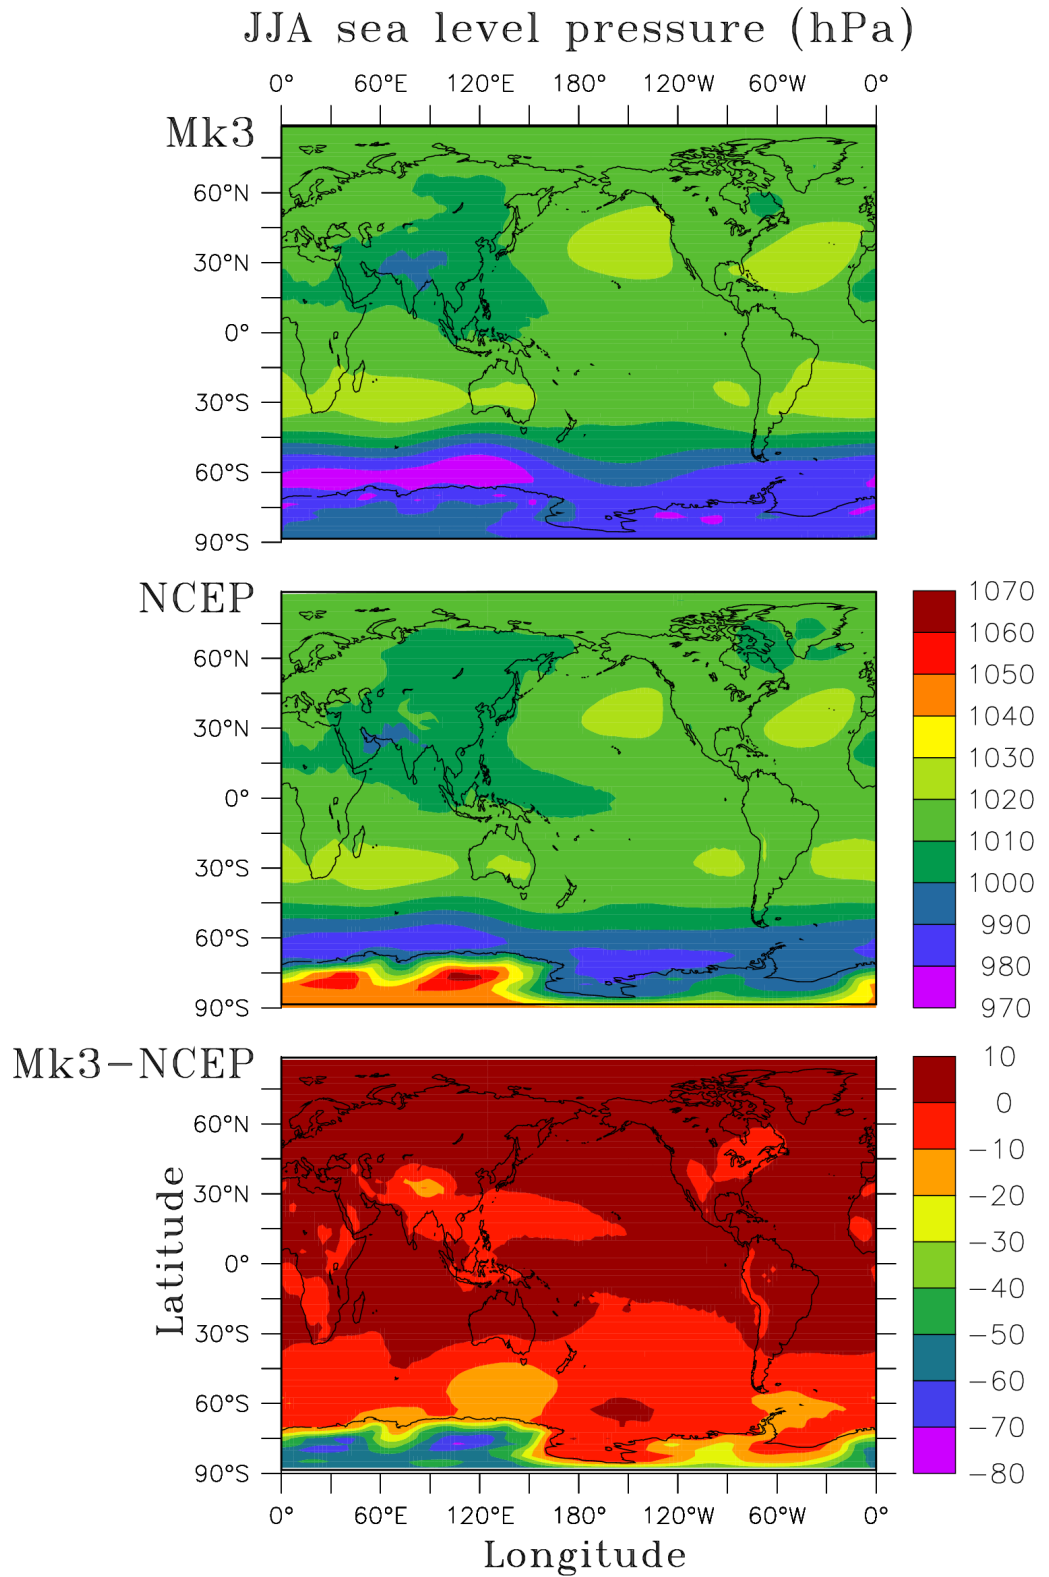 JJA sea level pressure (hPa)
0° 60°E 120°E 180° 120°W 60°W 0°
Mk3
60°N
30°N
0°
30°S
60°S
90°S
NCEP
60°N
30°N
0°
30°S
60°S
90°S
1070
1060
1050
1040
1030
1020
1010
1000
990
980
970
Mk3−NCEP
60°N
30°N
0°
30°S
60°S
90°S
Latitude
10
0
−10
−20
−30
−40
−50
−60
−70
−80
0° 60°E 120°E 180° 120°W 60°W 0°
Longitude